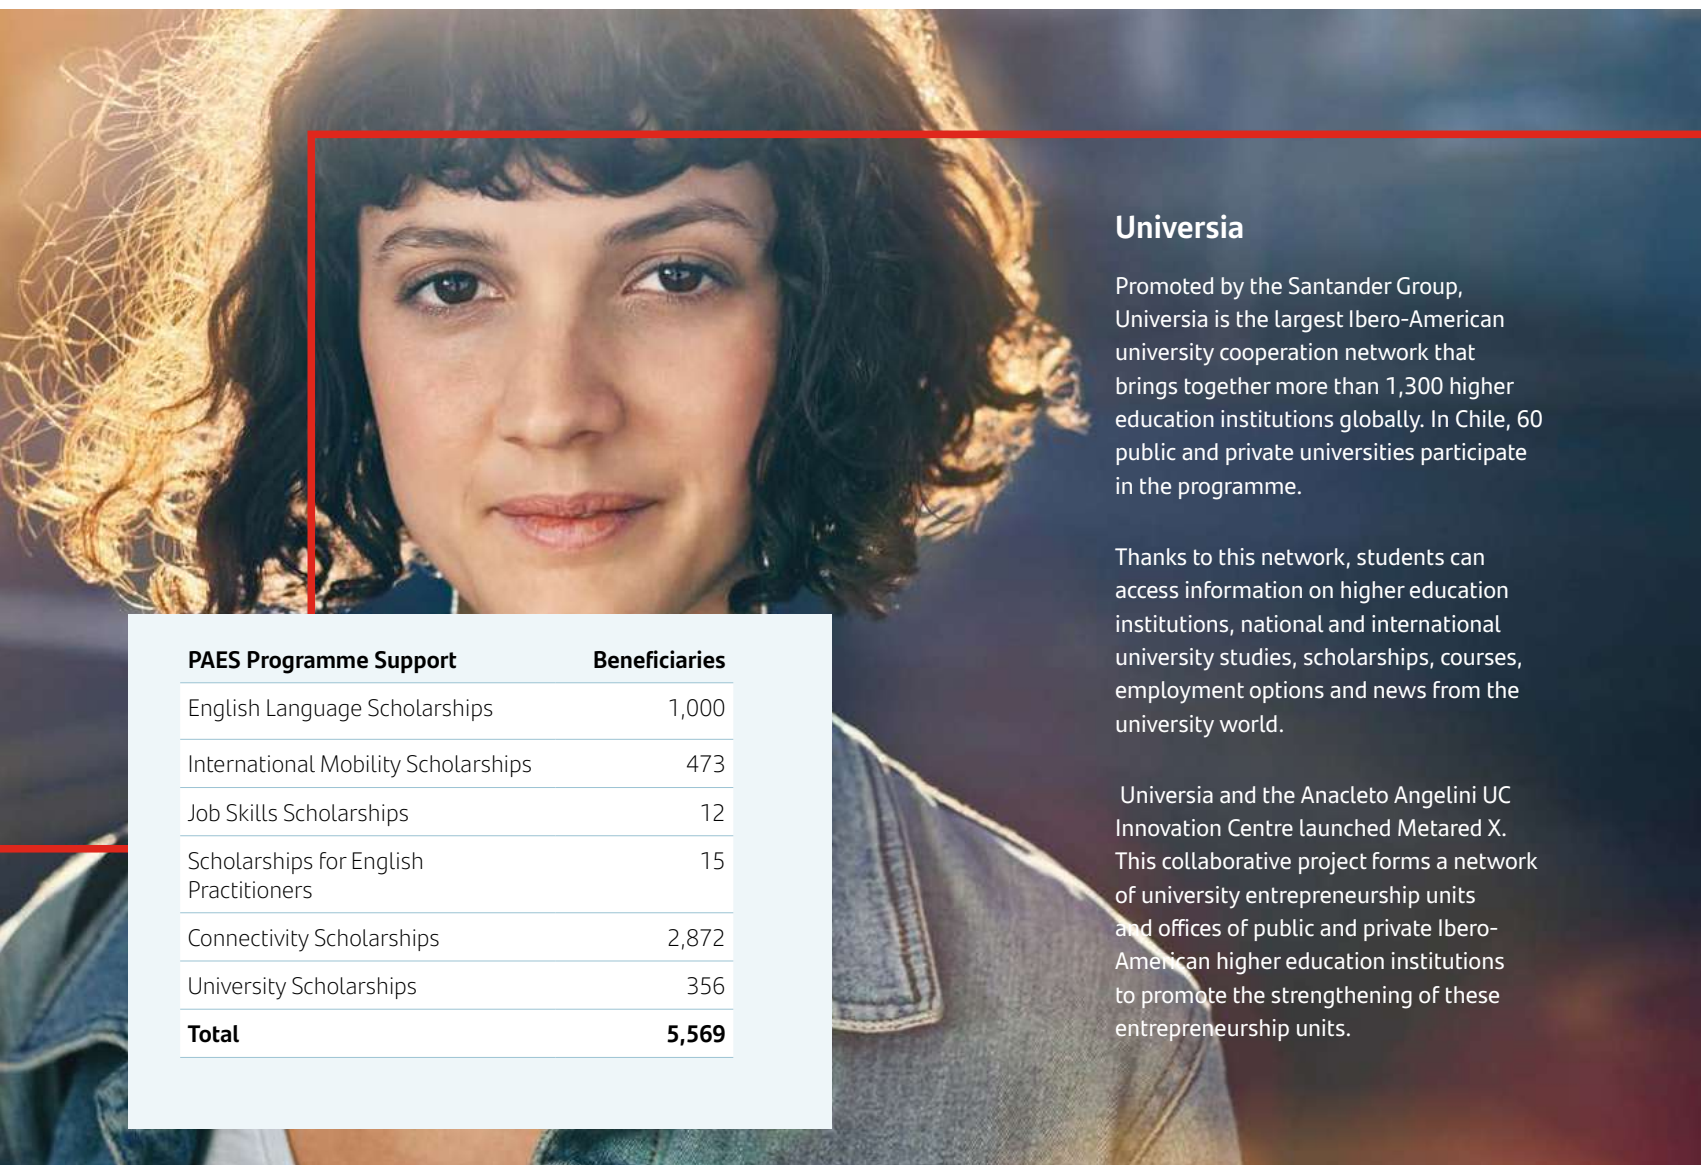 Universia
Promoted by the Santander Group,
Universia is the largest Ibero-American
university cooperation network that
brings together more than 1,300 higher
education institutions globally. In Chile, 60
public and private universities participate
in the programme.
Thanks to this network, students can
access information on higher education
institutions, national and international
university studies, scholarships, courses,
employment options and news from the
university world.
Universia and the Anacleto Angelini UC
Innovation Centre launched Metared X.
This collaborative project forms a network
of university entrepreneurship units
and offices of public and private Ibero-
American higher education institutions
to promote the strengthening of these
entrepreneurship units.
PAES Programme Support Beneficiaries
English Language Scholarships 1,000
International Mobility Scholarships 473
Job Skills Scholarships 12
Scholarships for English 15
Practitioners
Connectivity Scholarships 2,872
University Scholarships 356
Total 5,569